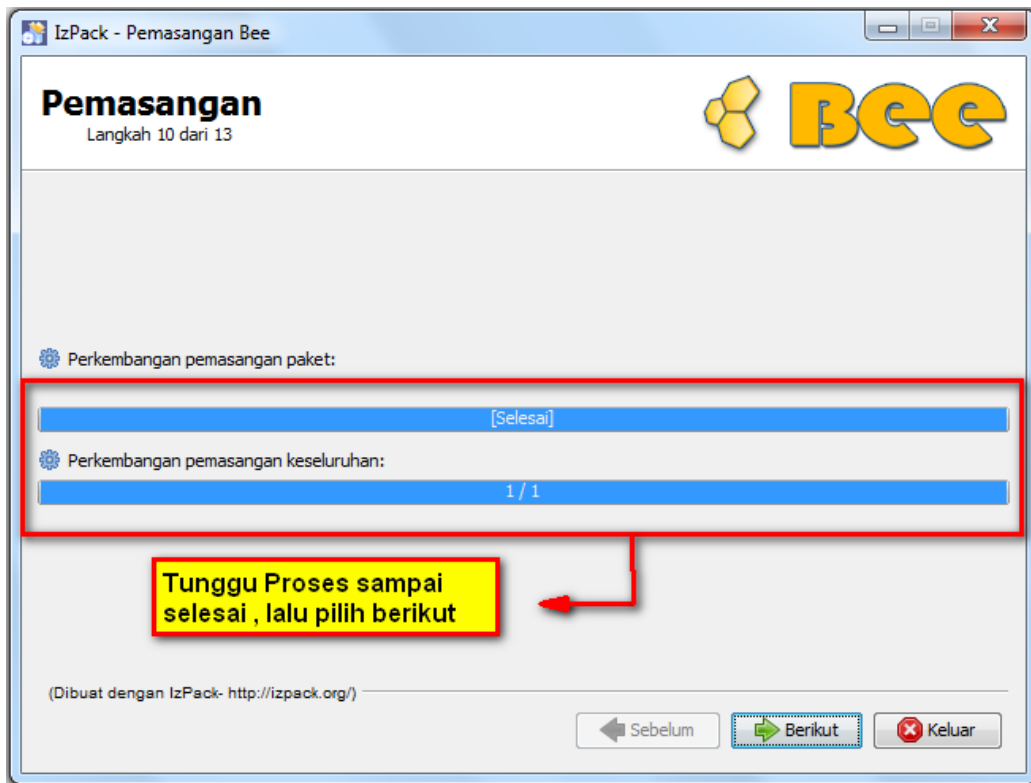 IzPack - Pemasangan Bee
Pemasangan
Langkah 10 dari 13
Bee
Perkembangan pemasangan paket:
[Selesai]
Perkembangan pemasangan keseluruhan:
1 / 1
Tunggu Proses sampai
selesai , lalu pilih berikut
(Dibuat dengan IzPack- http://izpack.org/)
Sebelum
Berikut
Keluar